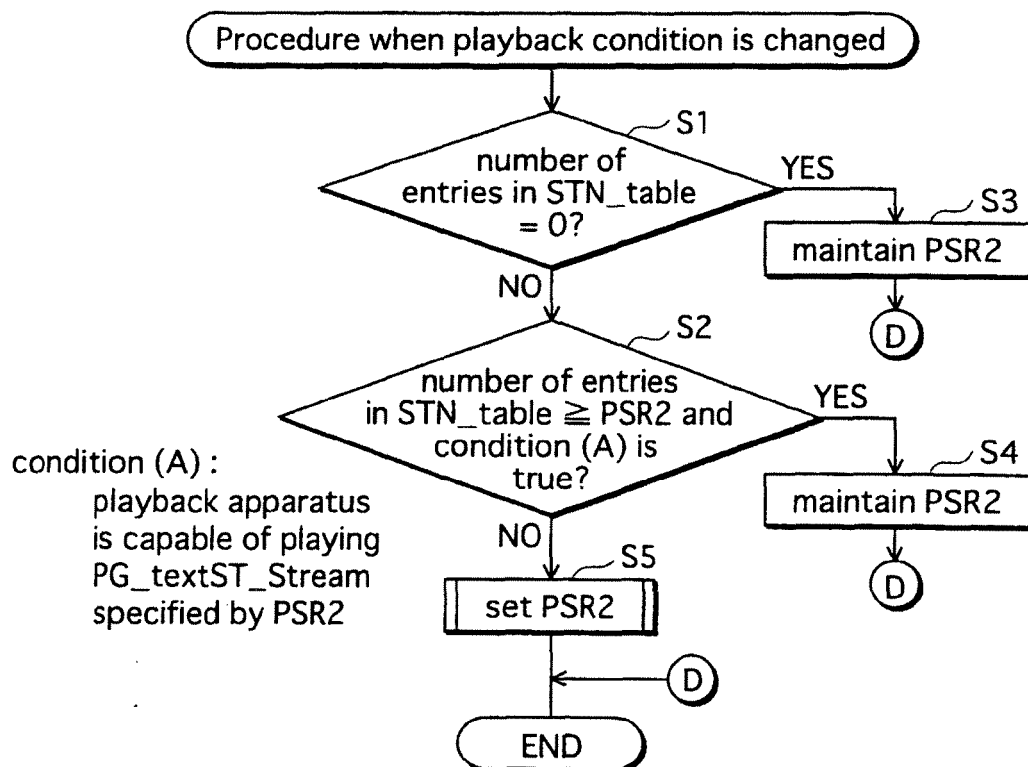 Procedure when playback condition is changed
S1
number of
entries in STN_table
= 0?
YES
S3
maintain PSR2
D
NO
S2
number of entries
in STN_table ≧ PSR2 and
condition (A) is
true?
YES
S4
maintain PSR2
D
condition (A) :
playback apparatus
is capable of playing
PG_textST_Stream
specified by PSR2
NO
S5
set PSR2
D
END